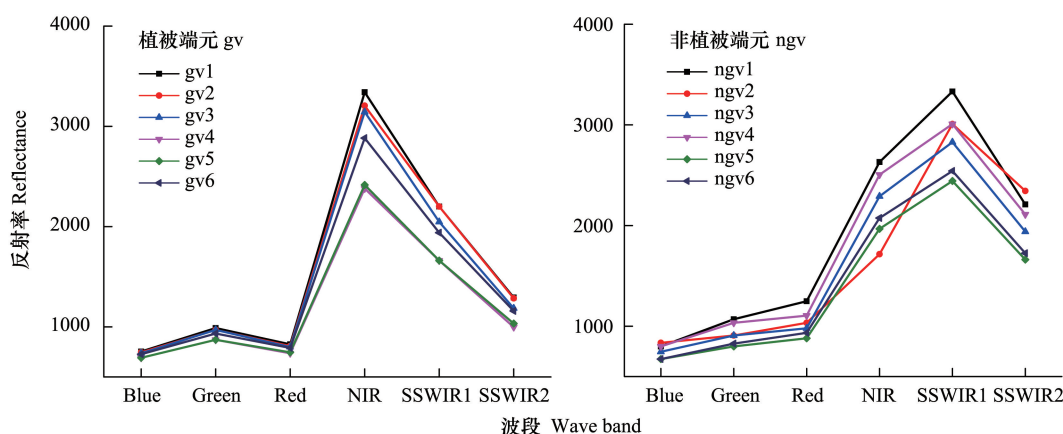 反射率 Reflectance
4000
3000
2000
1000
植被端元 gv
gv1
gv2
gv3
gv4
gv5
gv6
Blue Green Red NIR SSWIR1 SSWIR2
4000
3000
2000
1000
非植被端元 ngv
ngv1
ngv2
ngv3
ngv4
ngv5
ngv6
Blue Green Red NIR SSWIR1 SSWIR2
波段 Wave band